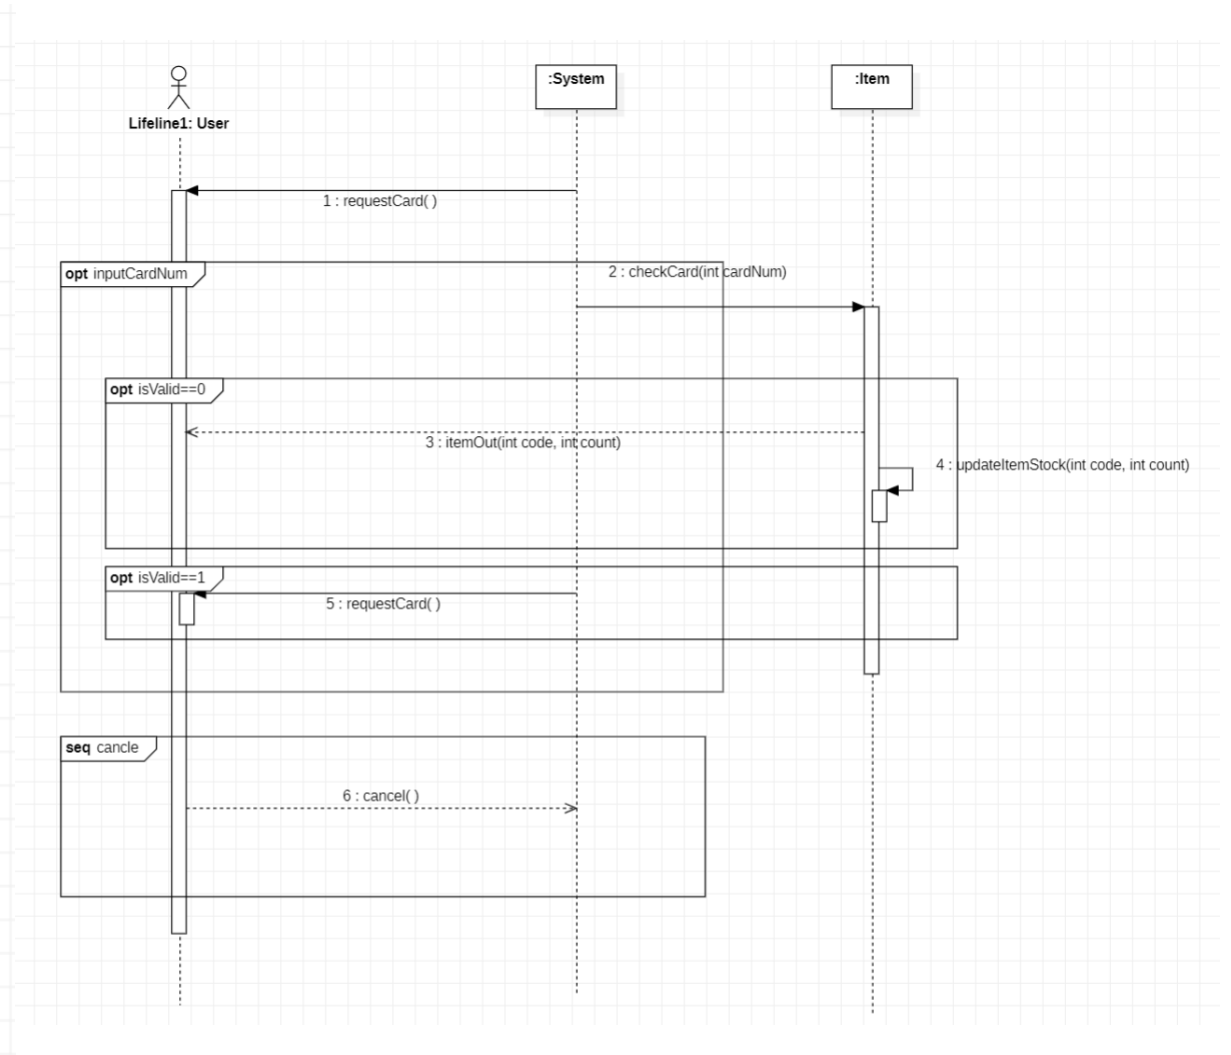 :System
:Item
Lifeline1: User
1 : requestCard( )
opt inputCardNum
2 : checkCard(int cardNum)
opt isValid==0
3 : itemOut(int code, int count)
4 : updateItemStock(int code, int count)
opt isValid==1
5 : requestCard( )
seq cancle
6 : cancel( )